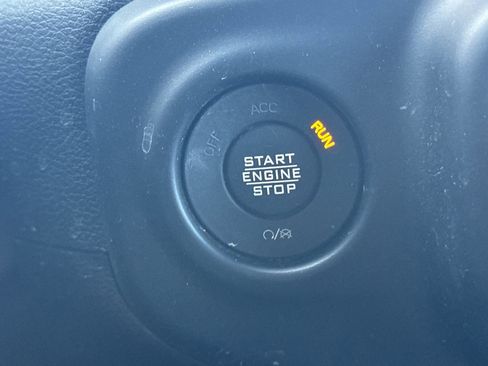 OFF
ACC
RUN
START
ENGINE
STOP